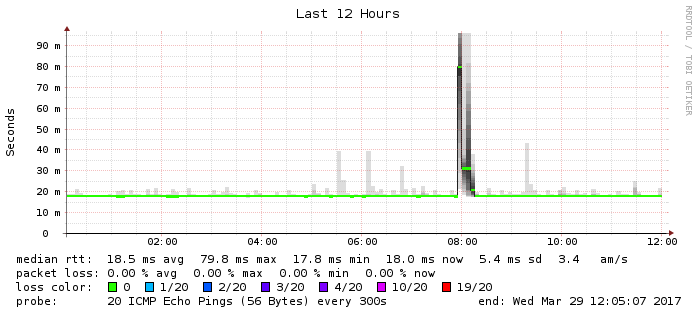 Last 12 Hours
RRDTOOL / TOBI OETIKER
Seconds
90 m
80 m
70 m
60 m
50 m
40 m
30 m
20 m
10 m
0
02:00 04:00 06:00 08:00 10:00 12:00
median rtt: 18.5 ms avg 79.8 ms max 17.8 ms min 18.0 ms now 5.4 ms sd 3.4 am/s
packet loss: 0.00 % avg 0.00 % max 0.00 % min 0.00 % now
loss color: 0 1/20 2/20 3/20 4/20 10/20 19/20
probe: 20 ICMP Echo Pings (56 Bytes) every 300s end: Wed Mar 29 12:05:07 2017